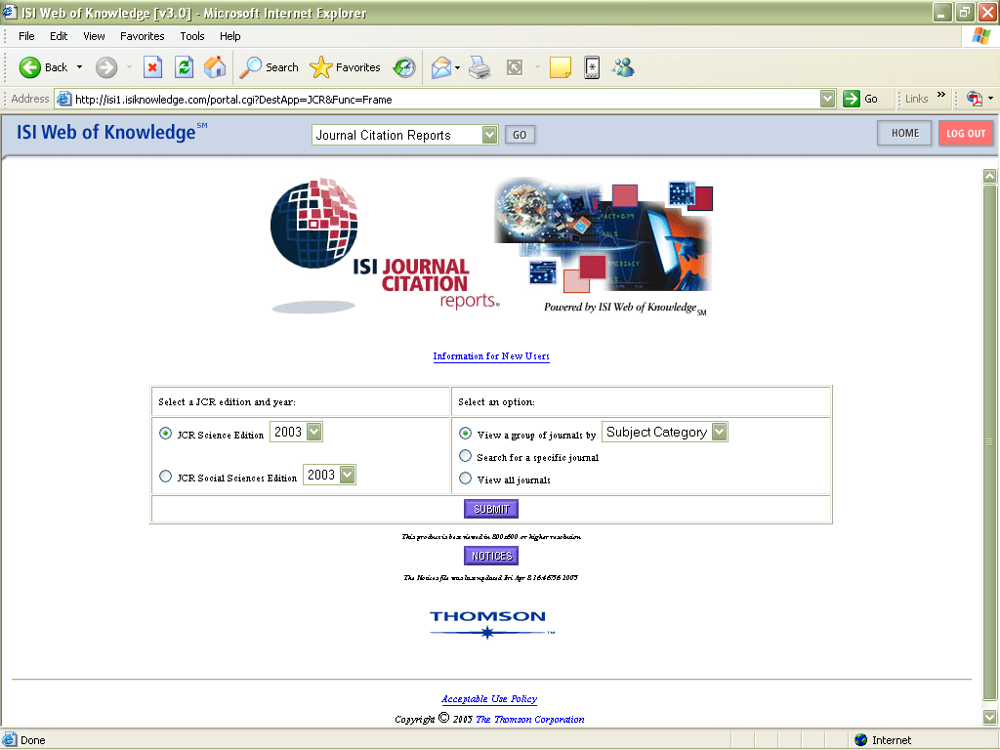 ISI Web of Knowledge [v3.0] - Microsoft Internet Explorer
File Edit View Favorites Tools Help
Back Search Favorites
Address http://isi1.isiknowledge.com/portal.cgi?DestApp=JCR&Func=Frame Go Links »
ISI Web of Knowledge SM Journal Citation Reports GO HOME LOG OUT
ISI JOURNAL
CITATION
reports®
Powered by ISI Web of Knowledge SM
Information for New Users
Select a JCR edition and year: Select an option:
JCR Science Edition 2003 View a group of journals by Subject Category
Search for a specific journal
JCR Social Sciences Edition 2003 View all journals
SUBMIT
This product is best viewed in 800x600 or higher resolution
NOTICES
The Notices file was last updated Fri Apr 8 16:46:56 2005
THOMSON TM
Acceptable Use Policy
Copyright © 2005 The Thomson Corporation
Done Internet